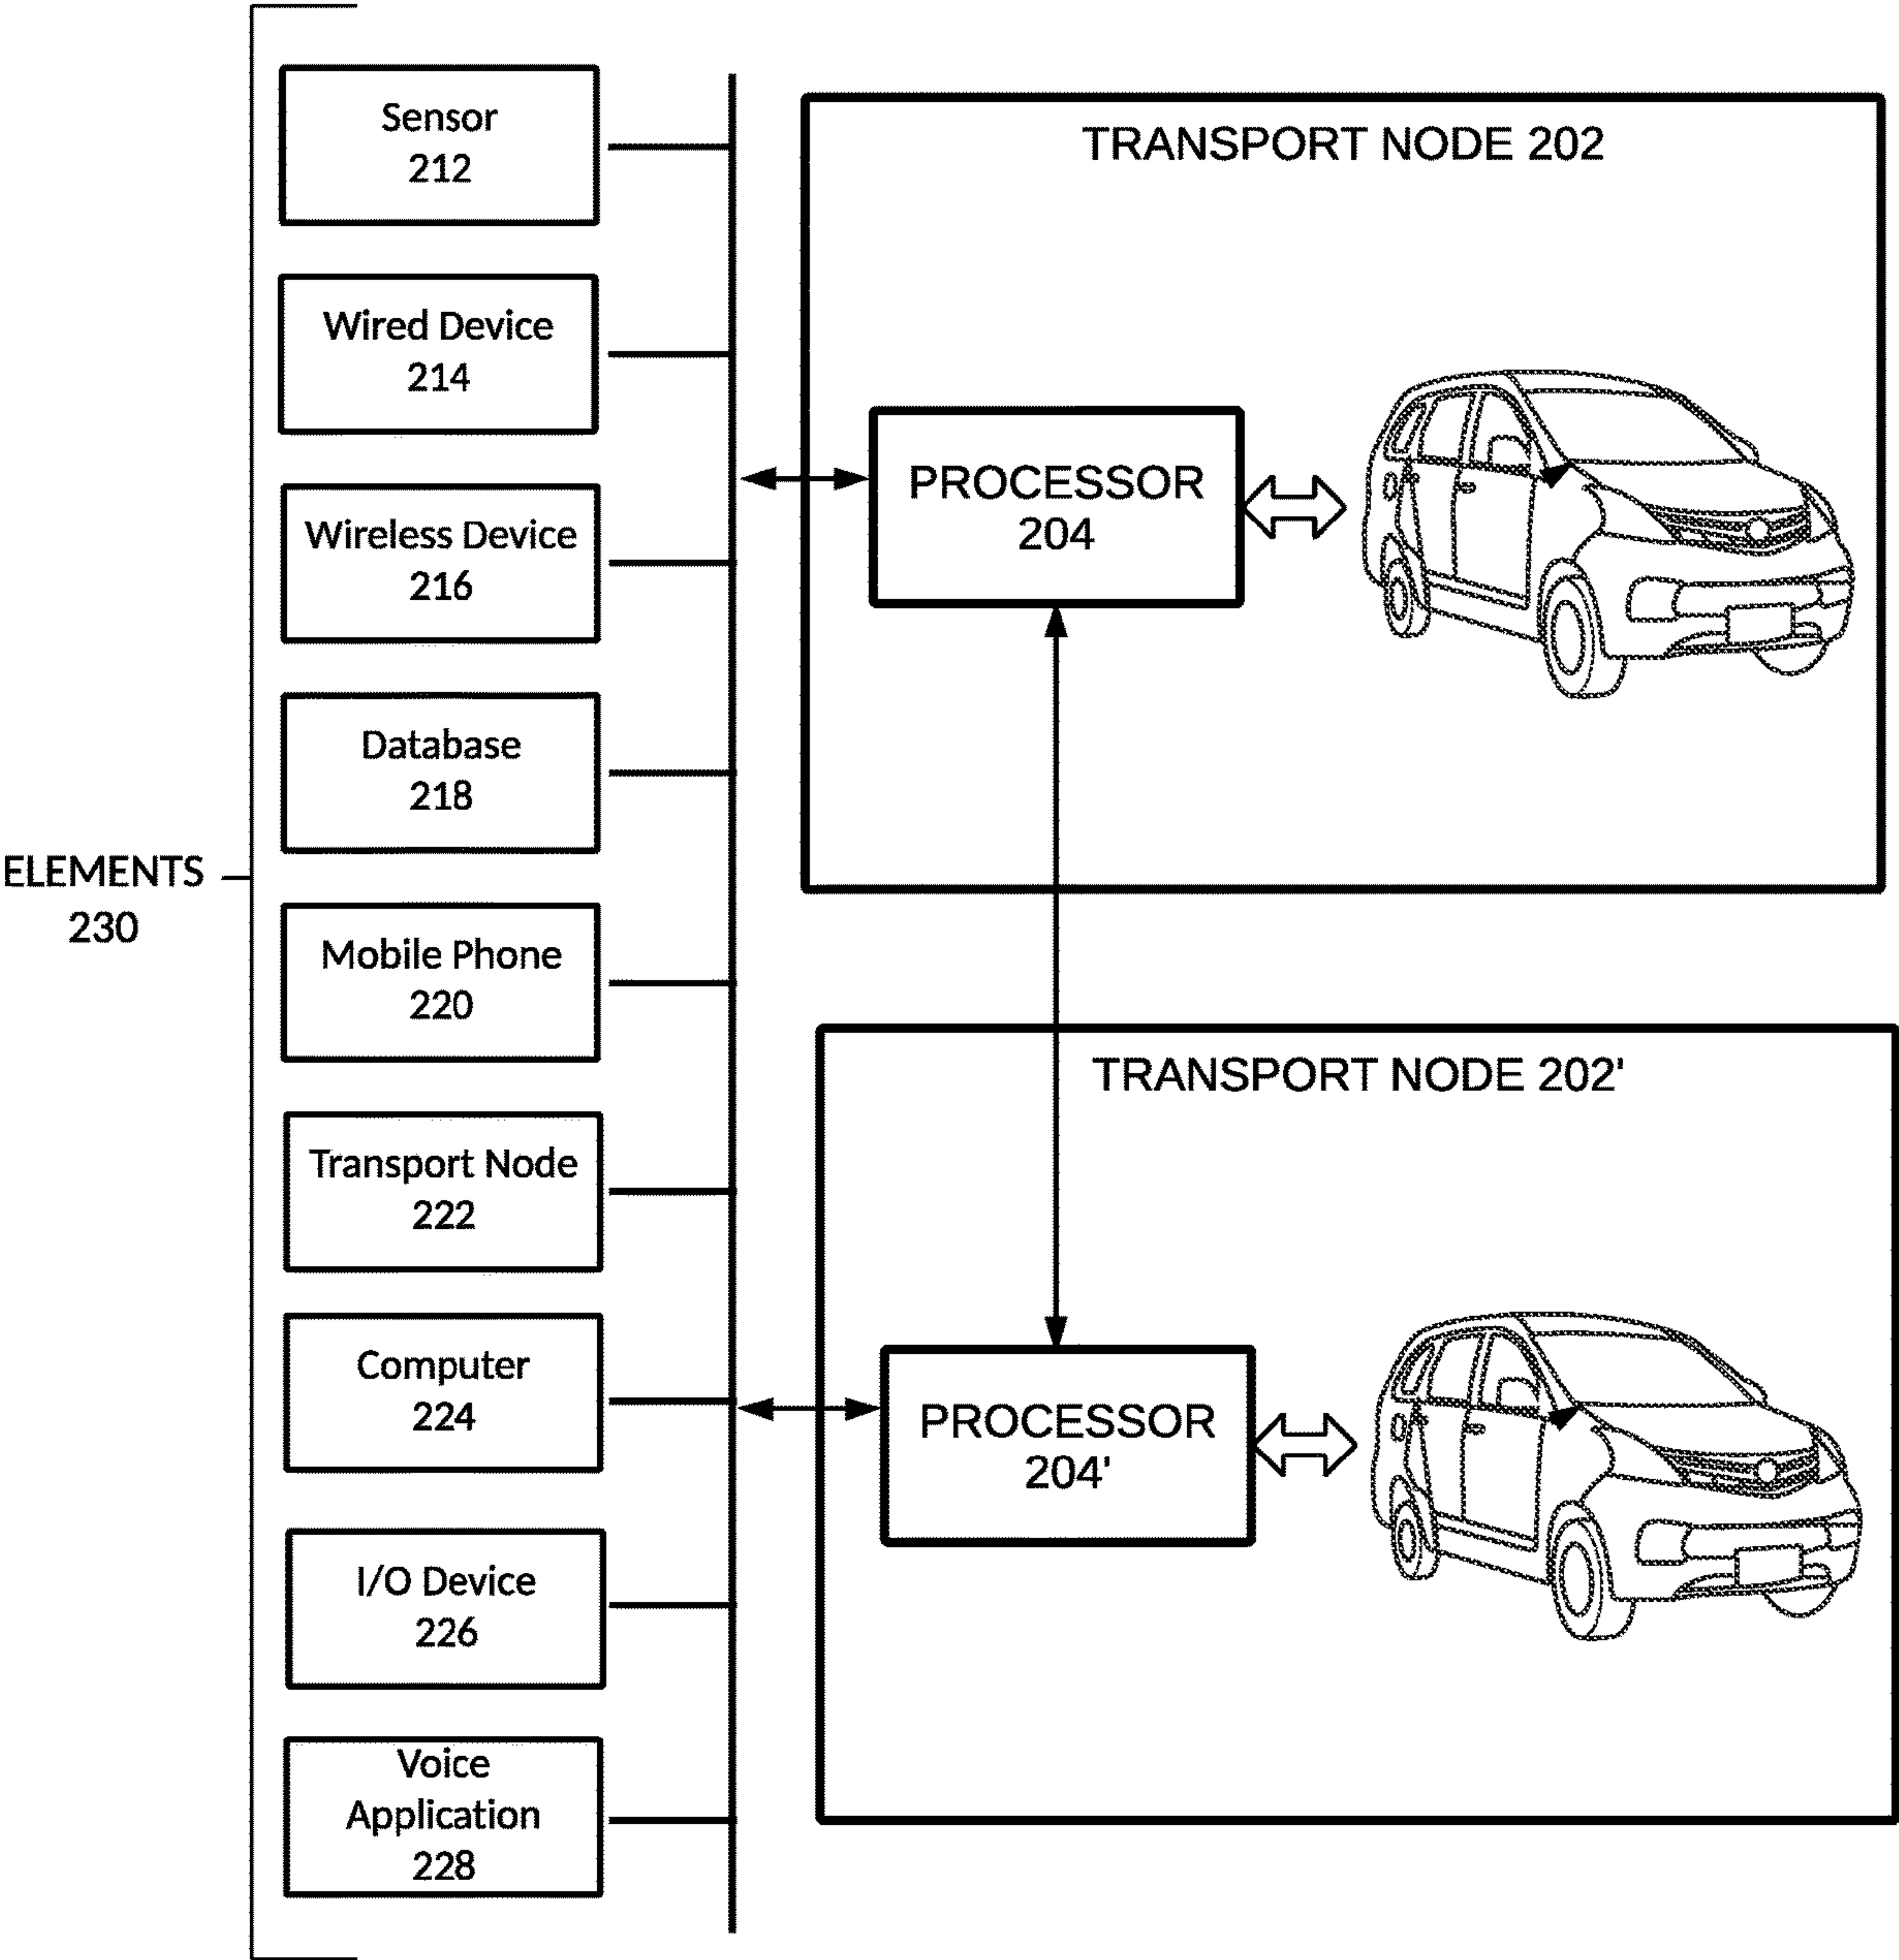 ELEMENTS
230
Sensor
212
Wired Device
214
Wireless Device
216
Database
218
Mobile Phone
220
Transport Node
222
Computer
224
I/O Device
226
Voice
Application
228
TRANSPORT NODE 202
PROCESSOR
204
TRANSPORT NODE 202'
PROCESSOR
204'